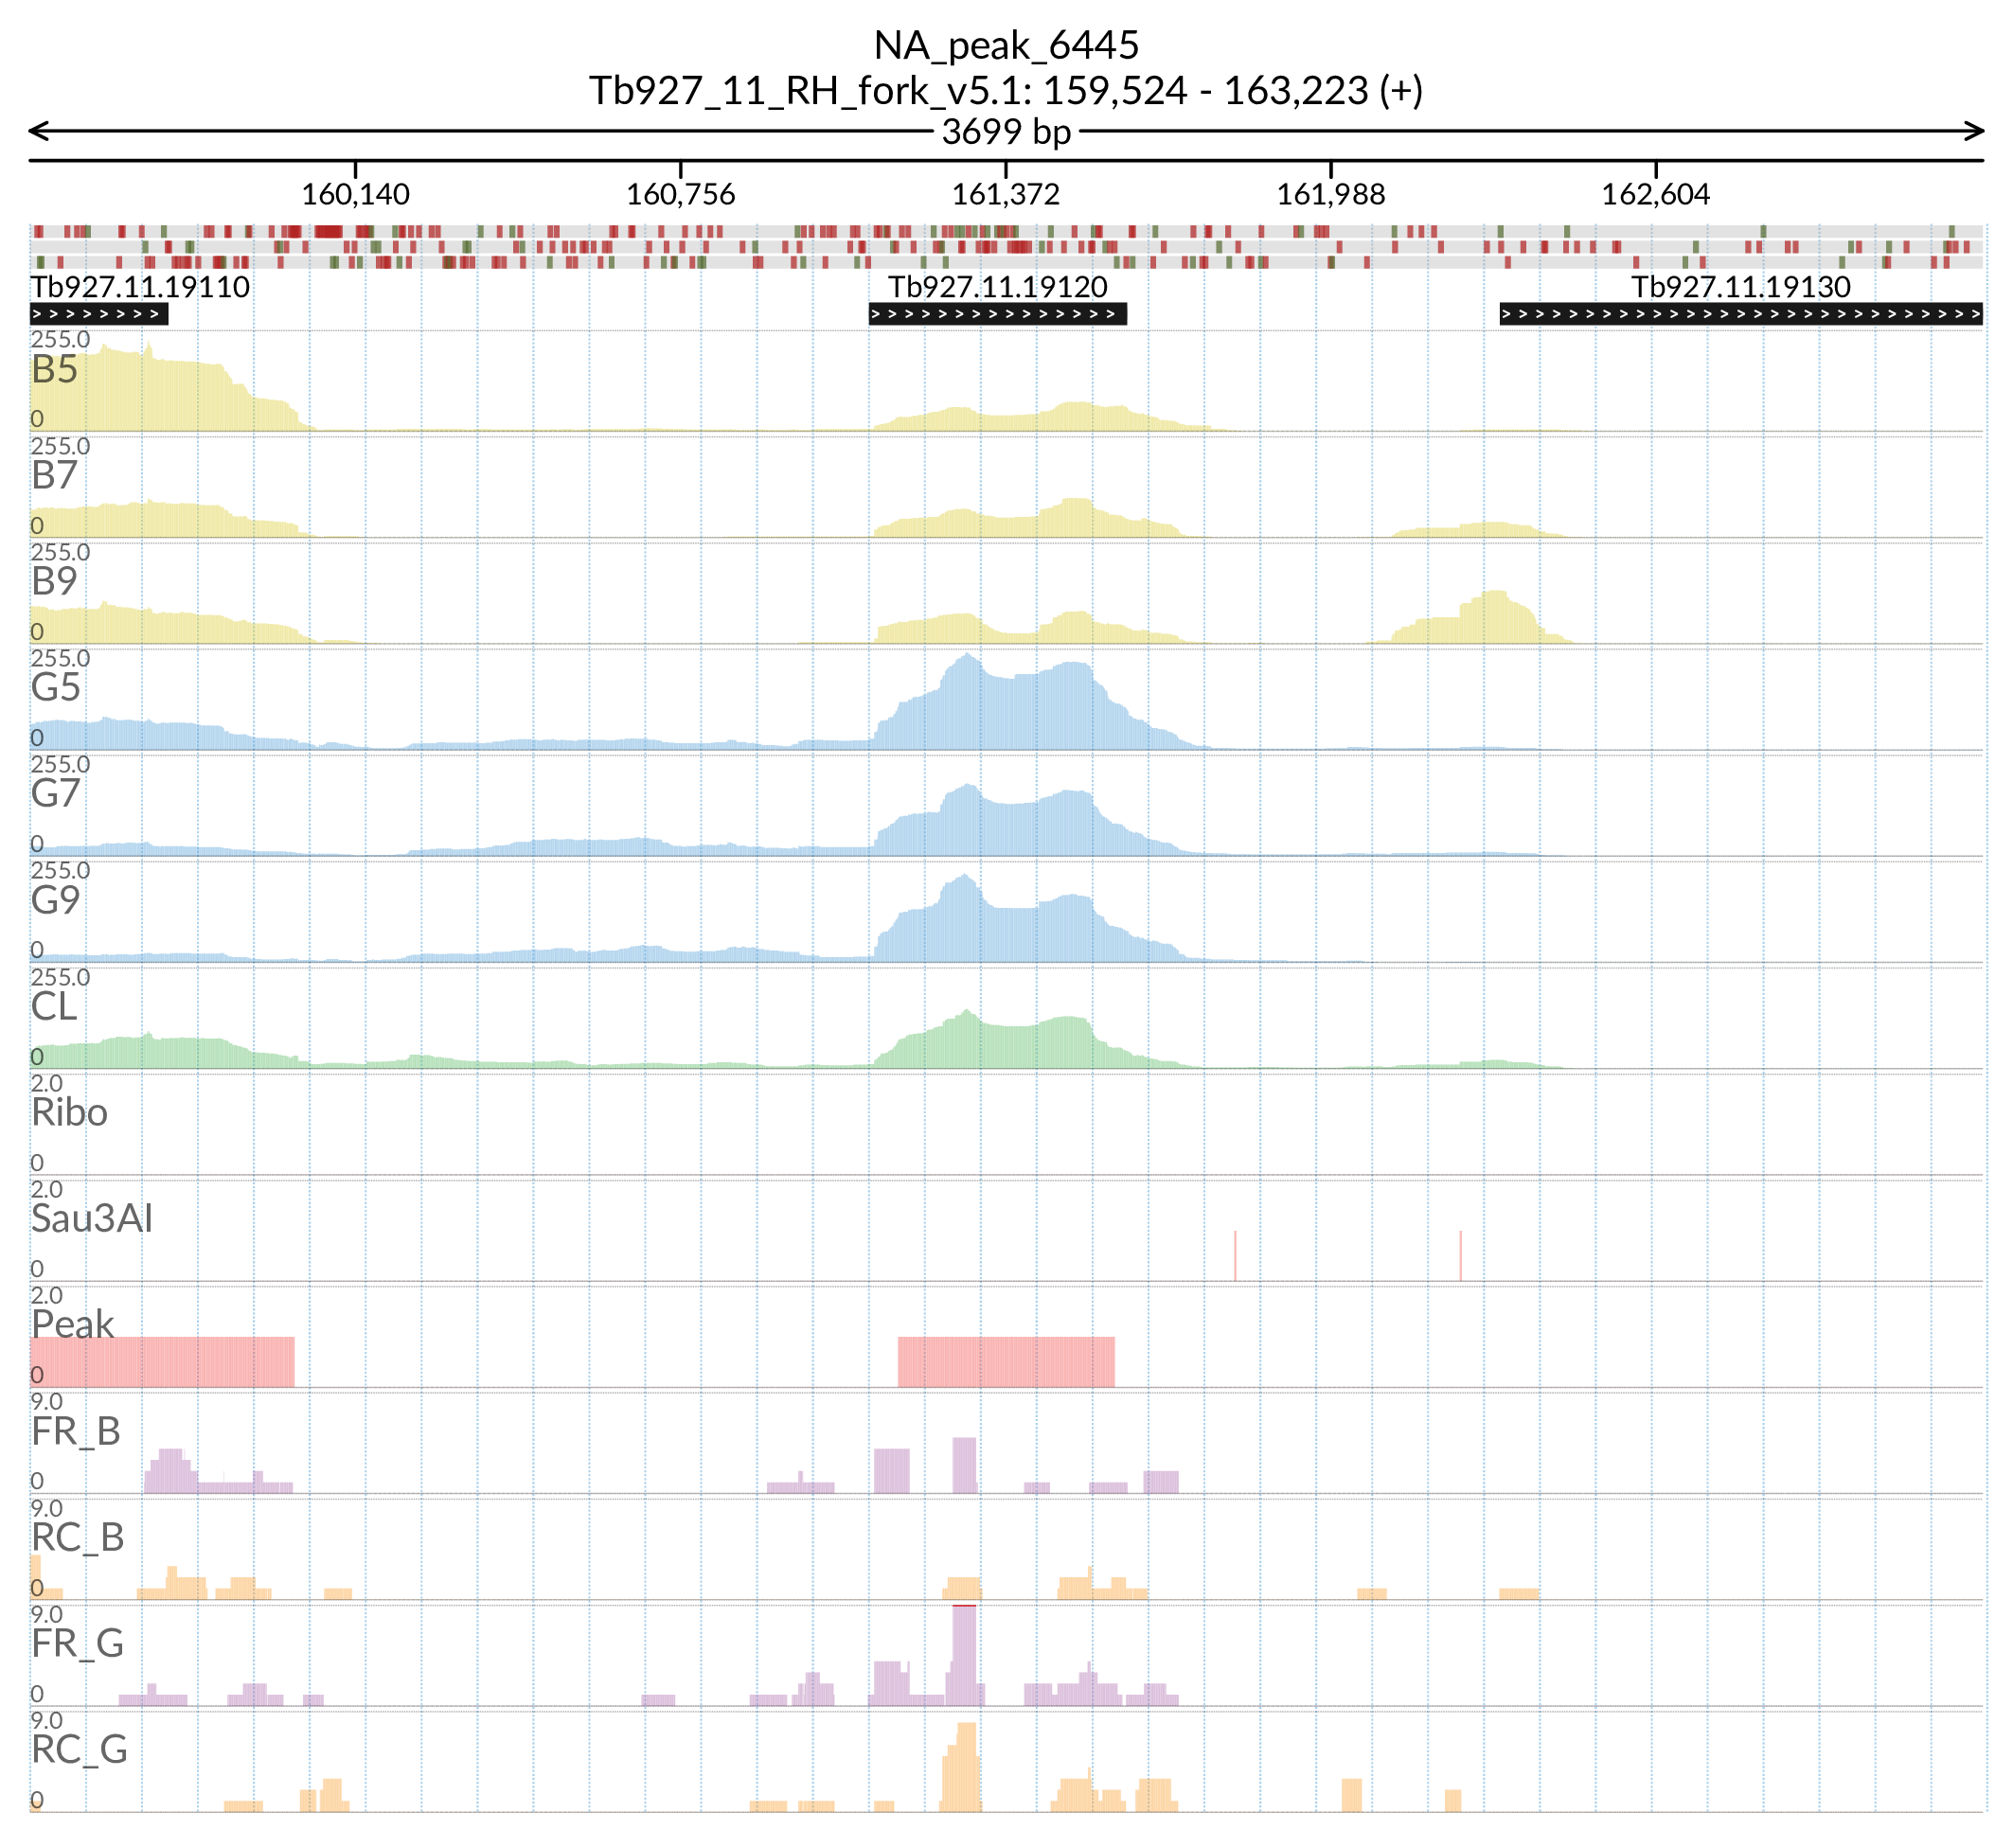 NA_peak_6445
Tb927_11_RH_fork_v5.1: 159,524 - 163,223 (+)
3699 bp
160,140 160,756 161,372 161,988 162,604
Tb927.11.19110 Tb927.11.19120 Tb927.11.19130
255.0
B5
0
255.0
B7
0
255.0
B9
0
255.0
G5
0
255.0
G7
0
255.0
G9
0
255.0
CL
0
2.0
Ribo
0
2.0
Sau3AI
0
2.0
Peak
0
9.0
FR_B
0
9.0
RC_B
0
9.0
FR_G
0
9.0
RC_G
0